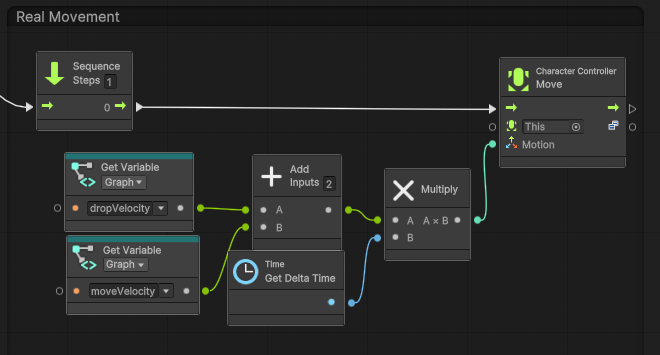 Real Movement
Sequence
Steps 1
0
Character Controller
Move
This
Motion
Get Variable
Graph
dropVelocity
Add
Inputs 2
A
B
Multiply
A A × B
B
Get Variable
Graph
moveVelocity
Time
Get Delta Time